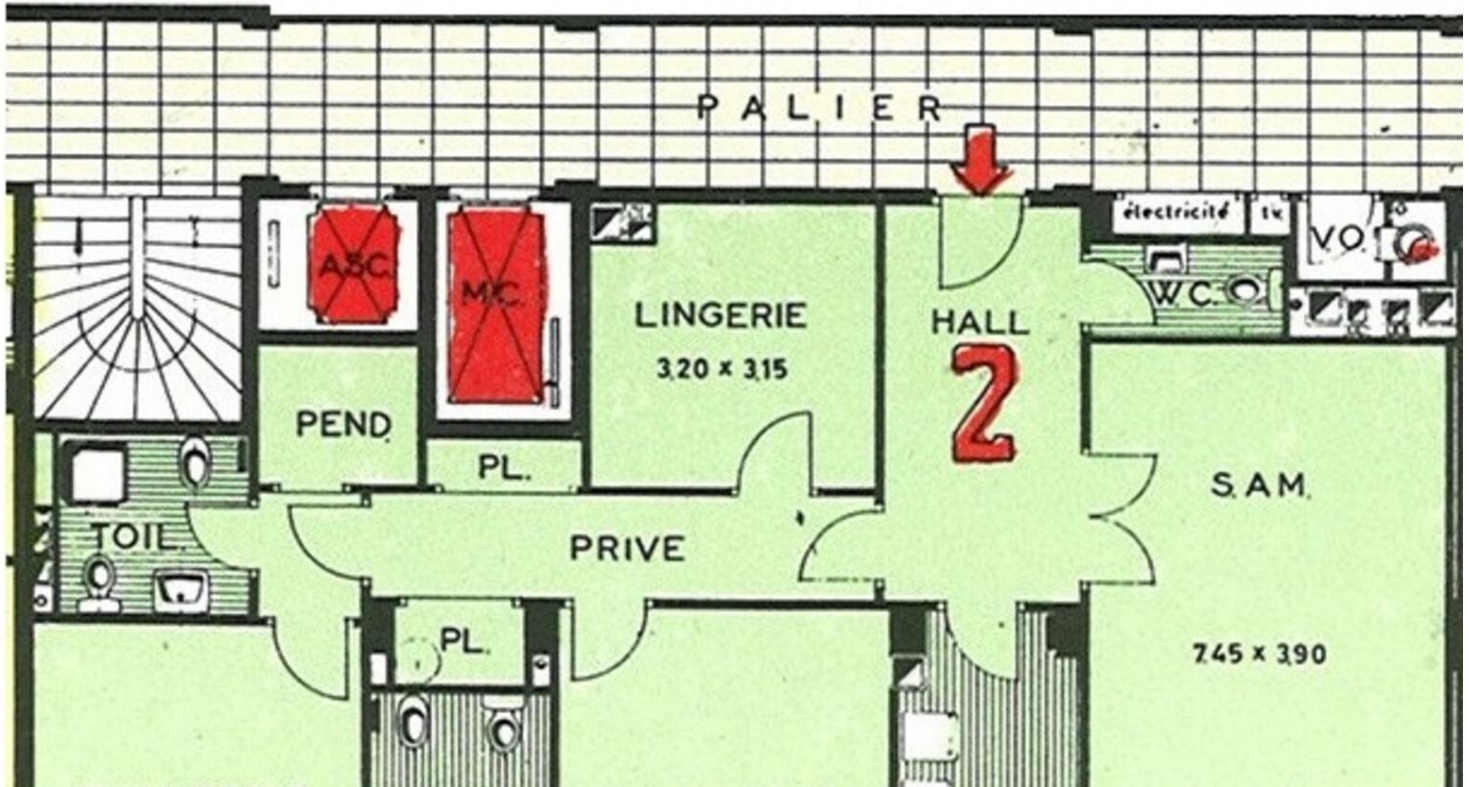 PALIER
électricité
tv.
V.O.
ASC.
M.C.
W.C.
LINGERIE
3,20 x 3,15
HALL
2
PEND.
PL.
S. A M.
TOIL.
PRIVE
PL.
7.45 x 3,90